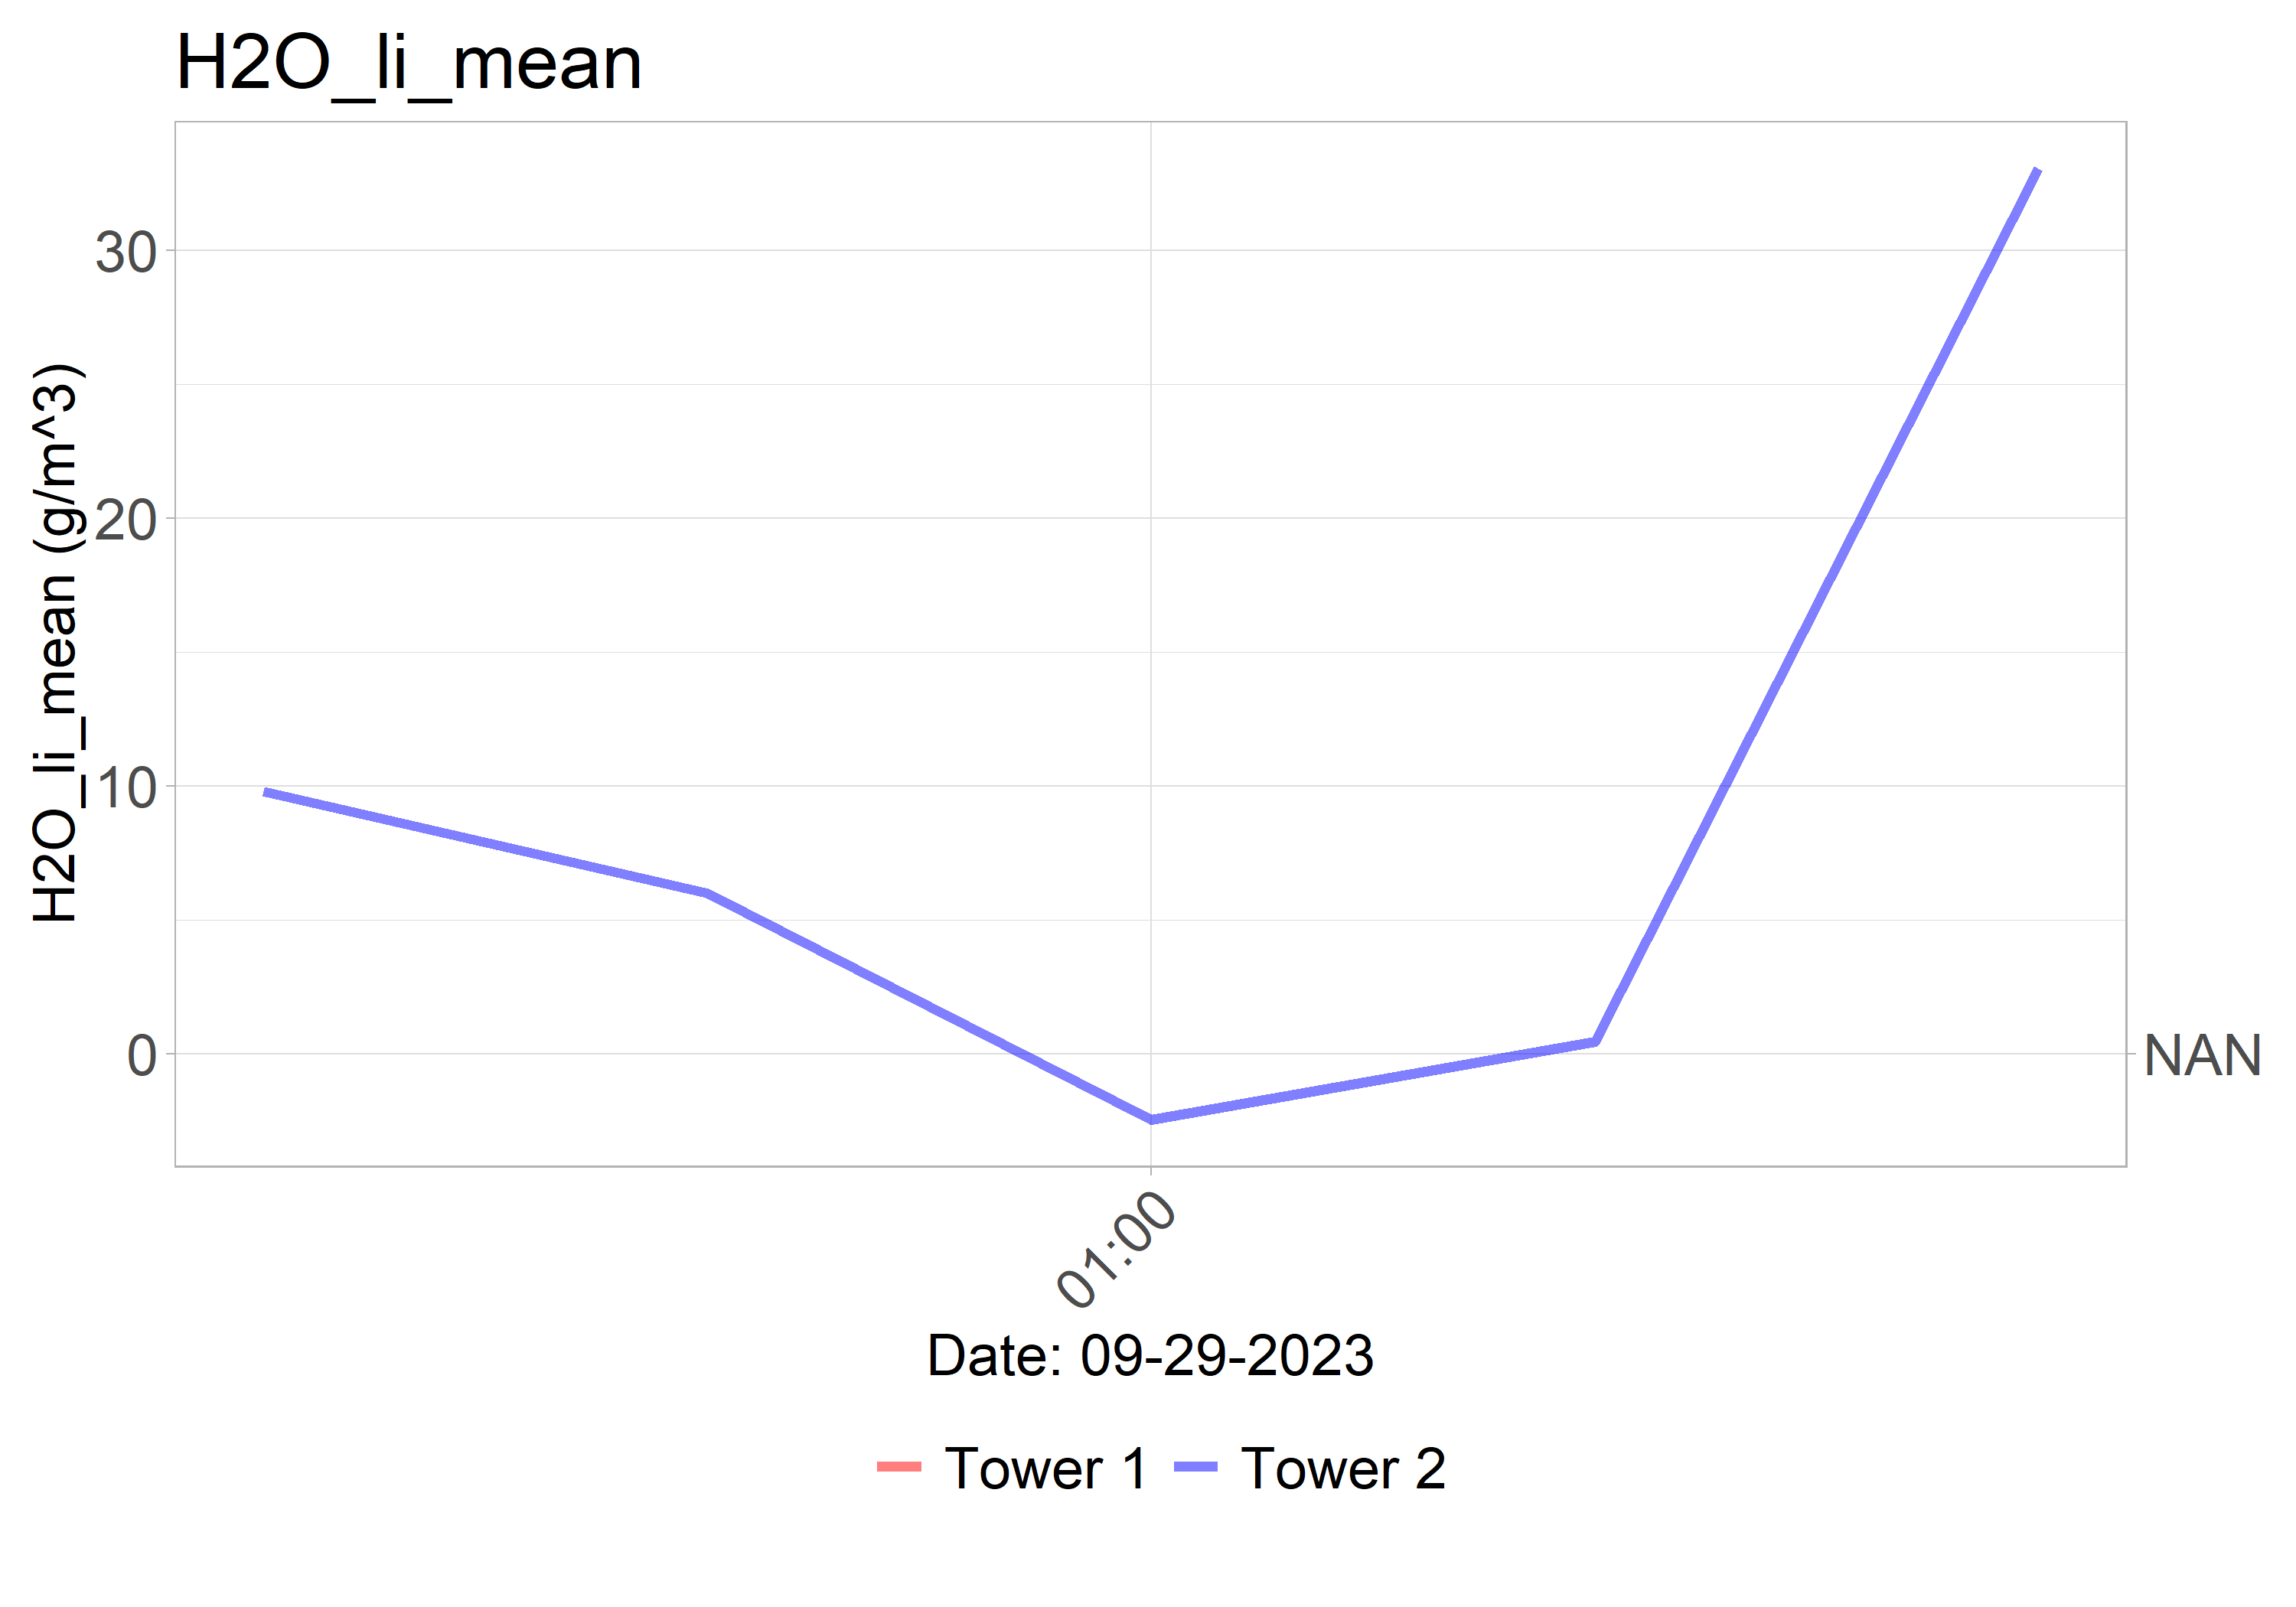 H2O_li_mean
H2O_li_mean (g/m^3)
30
20
10
0
NAN
01:00
Date: 09-29-2023
Tower 1 Tower 2